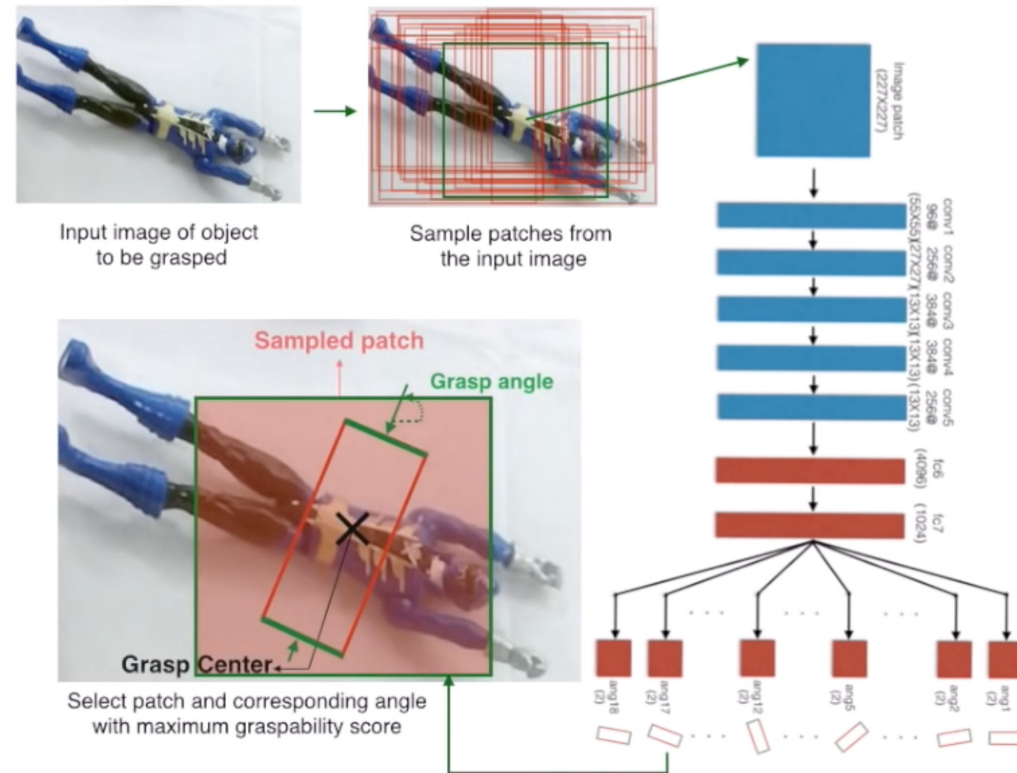 Input image of object
to be grasped
Sample patches from
the input image
Image patch
(227X227)
conv1
96@
(55X55)
conv2
256@
(27X27)
conv3
384@
(13X13)
conv4
384@
(13X13)
conv5
256@
(13X13)
fc6
(4096)
fc7
(1024)
ang18
(2)
ang17
(2)
ang12
(2)
ang5
(2)
ang2
(2)
ang1
(2)
Sampled patch
Grasp angle
Grasp Center
Select patch and corresponding angle
with maximum graspability score